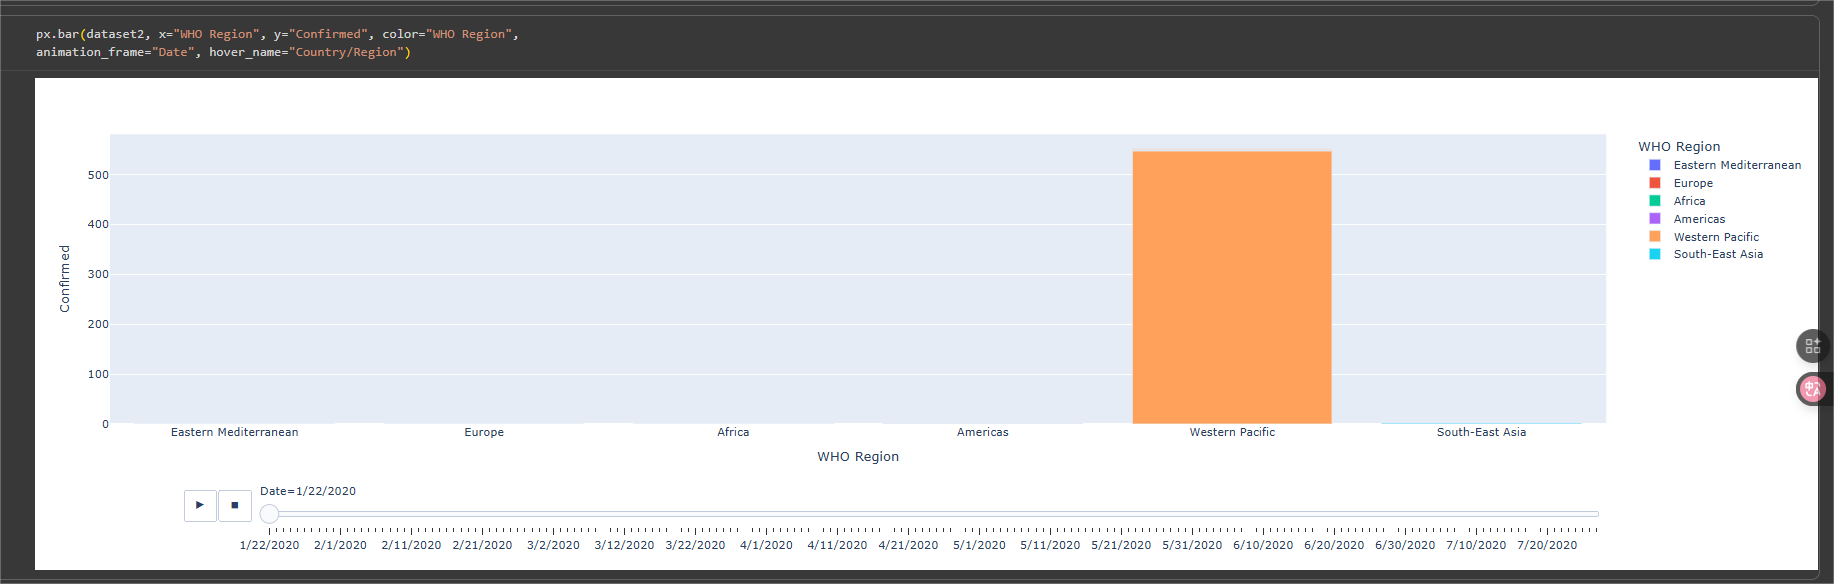 px.bar(dataset2, x="WHO Region", y="Confirmed", color="WHO Region",
animation_frame="Date", hover_name="Country/Region")
WHO Region
Eastern Mediterranean
Europe
Africa
Americas
Western Pacific
South-East Asia
Confirmed
500
400
300
200
100
0
Eastern Mediterranean Europe Africa Americas Western Pacific South-East Asia
WHO Region
Date=1/22/2020
▶ ■
1/22/2020 2/1/2020 2/11/2020 2/21/2020 3/2/2020 3/12/2020 3/22/2020 4/1/2020 4/11/2020 4/21/2020 5/1/2020 5/11/2020 5/21/2020 5/31/2020 6/10/2020 6/20/2020 6/30/2020 7/10/2020 7/20/2020
中A